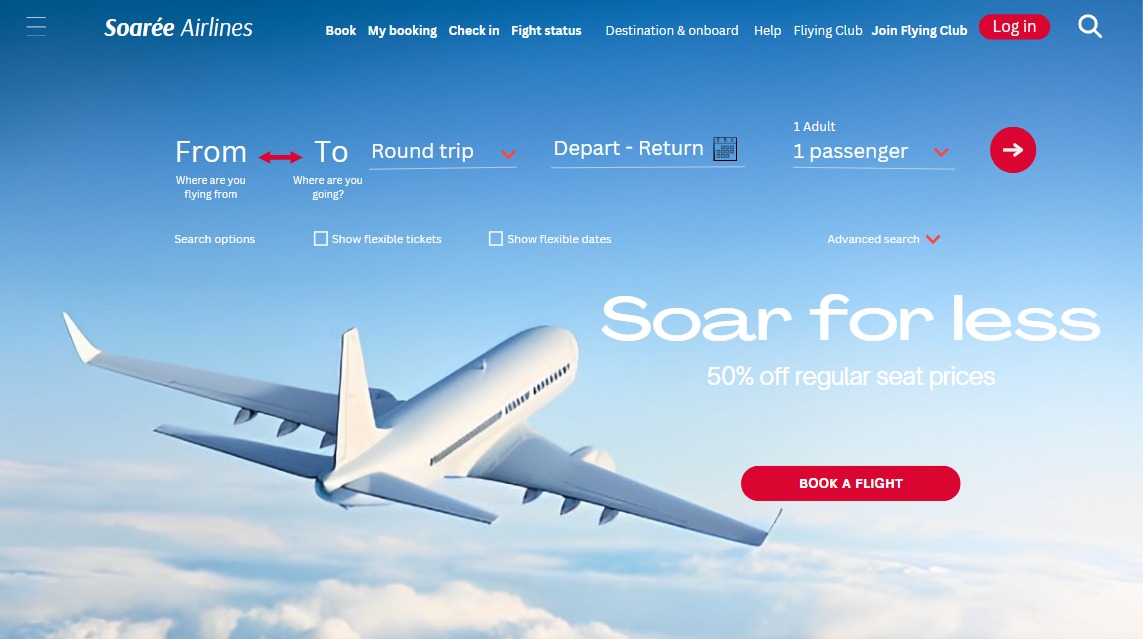 Soarée Airlines
Book My booking Check in Fight status Destination & onboard Help Fliying Club Join Flying Club Log in
1 Adult
From To Round trip Depart - Return 1 passenger
Where are you Where are you
flying from going?
Search options Show flexible tickets Show flexible dates Advanced search
Soar for less
50% off regular seat prices
BOOK A FLIGHT